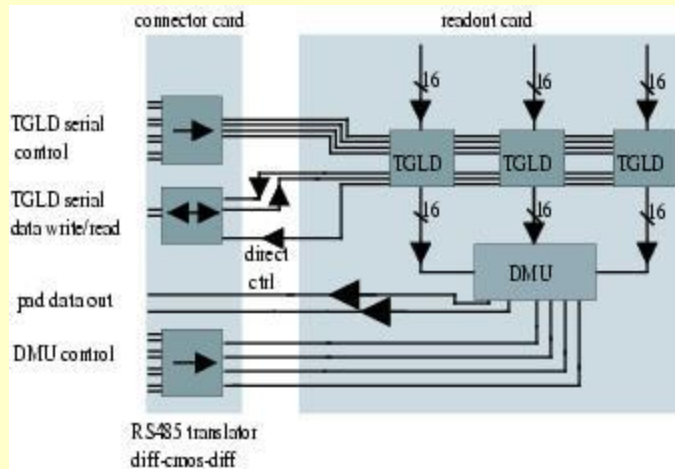 connector card
readout card
16
16
16
TGLD serial
control
TGLD
TGLD
TGLD
TGLD serial
data write/read
16
16
16
direct
ctrl
DMU
pad data out
DMU control
RS485 translator
diff-cmos-diff